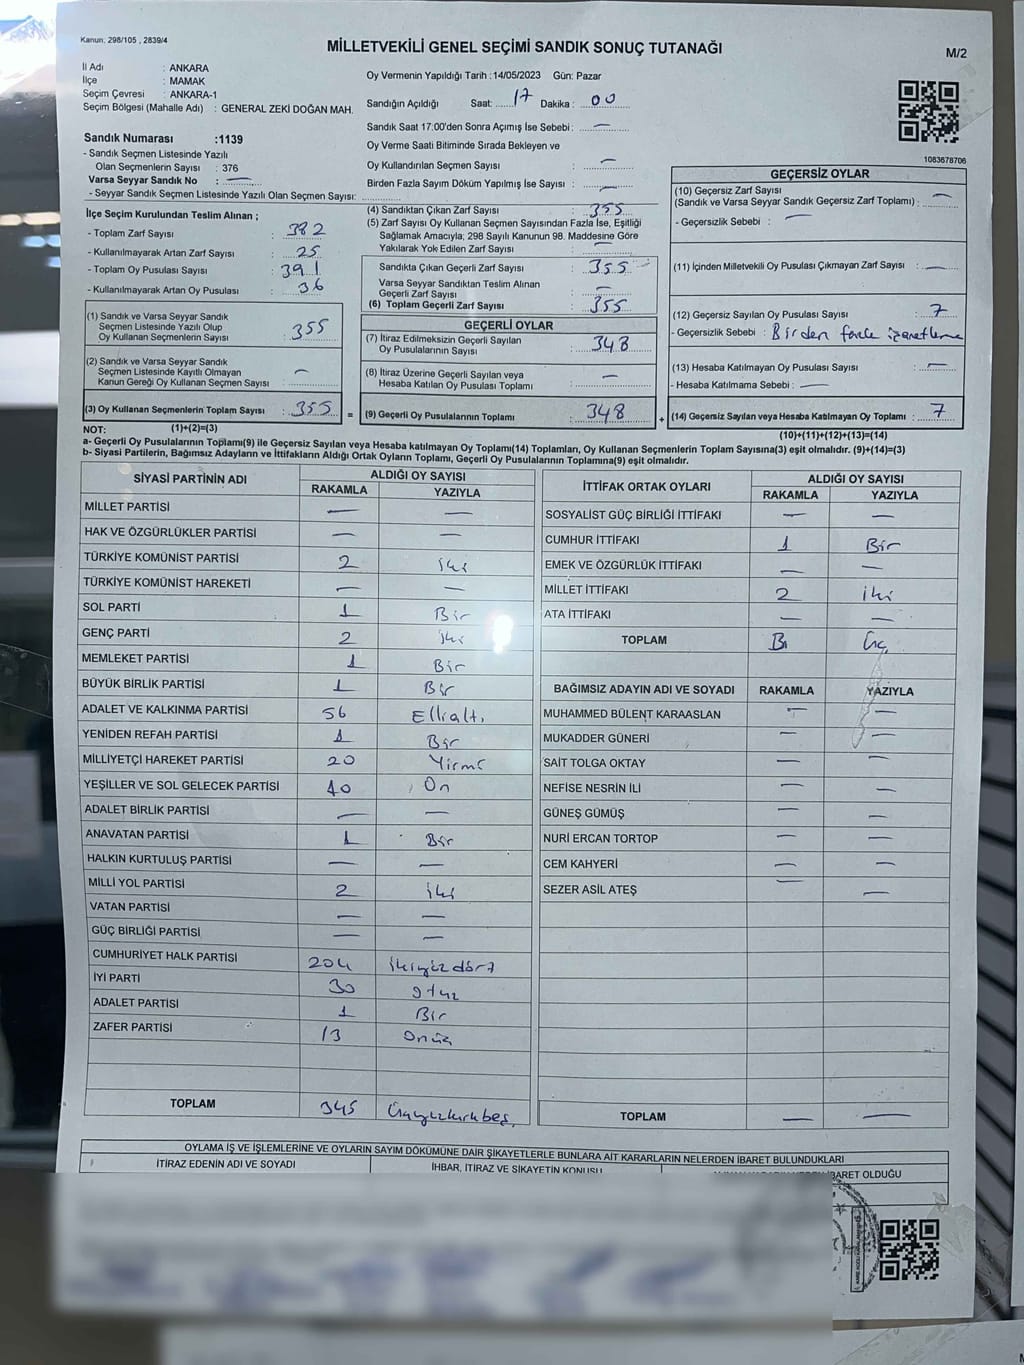 Kanun, 298/105 , 2839/4
MİLLETVEKİLİ GENEL SEÇİMİ SANDIK SONUÇ TUTANAĞI
M/2
İl Adı : ANKARA
İlçe : MAMAK
Seçim Çevresi : ANKARA-1
Seçim Bölgesi (Mahalle Adı) : GENERAL ZEKİ DOĞAN MAH.
Oy Vermenin Yapıldığı Tarih :14/05/2023 Gün: Pazar
Sandığın Açıldığı Saat: 17 Dakika : 00
Sandık Saat 17:00'den Sonra Açımış İse Sebebi : —
Oy Verme Saati Bitiminde Sırada Bekleyen ve
Oy Kullandırılan Seçmen Sayısı : —
Birden Fazla Sayım Döküm Yapılmış İse Sayısı : —
1083678706
Sandık Numarası :1139
- Sandık Seçmen Listesinde Yazılı
Olan Seçmenlerin Sayısı : 376
Varsa Seyyar Sandık No : —
- Seyyar Sandık Seçmen Listesinde Yazılı Olan Seçmen Sayısı:
İlçe Seçim Kurulundan Teslim Alınan ;
- Toplam Zarf Sayısı : 382
- Kullanılmayarak Artan Zarf Sayısı : 25
- Toplam Oy Pusulası Sayısı : 391
- Kullanılmayarak Artan Oy Pusulası : 36
(1) Sandık ve Varsa Seyyar Sandık
Seçmen Listesinde Yazılı Olup
Oy Kullanan Seçmenlerin Sayısı : 355
(2) Sandık ve Varsa Seyyar Sandık
Seçmen Listesinde Kayıtlı Olmayan
Kanun Gereği Oy Kullanan Seçmen Sayısı : —
(3) Oy Kullanan Seçmenlerin Toplam Sayısı : 355 =
(1)+(2)=(3)
(4) Sandıktan Çıkan Zarf Sayısı : 355
(5) Zarf Sayısı Oy Kullanan Seçmen Sayısından Fazla İse, Eşitliği
Sağlamak Amacıyla; 298 Sayılı Kanunun 98. Maddesine Göre
Yakılarak Yok Edilen Zarf Sayısı : —
Sandıkta Çıkan Geçerli Zarf Sayısı : 355
Varsa Seyyar Sandıktan Teslim Alınan
Geçerli Zarf Sayısı : —
(6) Toplam Geçerli Zarf Sayısı : 355
GEÇERLİ OYLAR
(7) İtiraz Edilmeksizin Geçerli Sayılan
Oy Pusulalarının Sayısı : 348
(8) İtiraz Üzerine Geçerli Sayılan veya
Hesaba Katılan Oy Pusulası Toplamı : —
(9) Geçerli Oy Pusulalarının Toplamı : 348 +
GEÇERSİZ OYLAR
(10) Geçersiz Zarf Sayısı
(Sandık ve Varsa Seyyar Sandık Geçersiz Zarf Toplamı) : —
- Geçersizlik Sebebi : —
(11) İçinden Milletvekili Oy Pusulası Çıkmayan Zarf Sayısı : —
(12) Geçersiz Sayılan Oy Pusulası Sayısı : 7
- Geçersizlik Sebebi : Birden fazla işaretleme
(13) Hesaba Katılmayan Oy Pusulası Sayısı : —
- Hesaba Katılmama Sebebi : —
(14) Geçersiz Sayılan veya Hesaba Katılmayan Oy Toplamı : 7
(10)+(11)+(12)+(13)=(14)
NOT:
a- Geçerli Oy Pusulalarının Toplamı(9) ile Geçersiz Sayılan veya Hesaba katılmayan Oy Toplamı(14) Toplamları, Oy Kullanan Seçmenlerin Toplam Sayısına(3) eşit olmalıdır. (9)+(14)=(3)
b- Siyasi Partilerin, Bağımsız Adayların ve İttifakların Aldığı Oyların Toplamı, Geçerli Oy Pusulalarının Toplamına(9) eşit olmalıdır.
SİYASİ PARTİNİN ADI ALDIĞI OY SAYISI
RAKAMLA YAZIYLA
MİLLET PARTİSİ — —
HAK VE ÖZGÜRLÜKLER PARTİSİ — —
TÜRKİYE KOMÜNİST PARTİSİ 2 iki
TÜRKİYE KOMÜNİST HAREKETİ — —
SOL PARTİ 1 Bir
GENÇ PARTİ 2 iki
MEMLEKET PARTİSİ 1 Bir
BÜYÜK BİRLİK PARTİSİ 1 Bir
ADALET VE KALKINMA PARTİSİ 56 Ellialtı
YENİDEN REFAH PARTİSİ 1 Bir
MİLLİYETÇİ HAREKET PARTİSİ 20 Yirmi
YEŞİLLER VE SOL GELECEK PARTİSİ 10 On
ADALET BİRLİK PARTİSİ — —
ANAVATAN PARTİSİ 1 Bir
HALKIN KURTULUŞ PARTİSİ — —
MİLLİ YOL PARTİSİ 2 iki
VATAN PARTİSİ — —
GÜÇ BİRLİĞİ PARTİSİ — —
CUMHURİYET HALK PARTİSİ 204 ikiyüzdört
İYİ PARTİ 30 otuz
ADALET PARTİSİ 1 Bir
ZAFER PARTİSİ 13 Onüç
TOPLAM 345 Üçyüzkırkbeş
İTTİFAK ORTAK OYLARI ALDIĞI OY SAYISI
RAKAMLA YAZIYLA
SOSYALİST GÜÇ BİRLİĞİ İTTİFAKI — —
CUMHUR İTTİFAKI 1 Bir
EMEK VE ÖZGÜRLÜK İTTİFAKI — —
MİLLET İTTİFAKI 2 iki
ATA İTTİFAKI — —
TOPLAM 3 Üç
BAĞIMSIZ ADAYIN ADI VE SOYADI RAKAMLA YAZIYLA
MUHAMMED BÜLENT KARAASLAN — —
MUKADDER GÜNERİ — —
SAİT TOLGA OKTAY — —
NEFİSE NESRİN İLİ — —
GÜNEŞ GÜMÜŞ — —
NURİ ERCAN TORTOP — —
CEM KAHYERİ — —
SEZER ASİL ATEŞ — —
TOPLAM — —
OYLAMA İŞ VE İŞLEMLERİNE VE OYLARIN SAYIM DÖKÜMÜNE DAİR ŞİKAYETLERLE BUNLARA AİT KARARLARIN NELERDEN İBARET BULUNDUKLARI
İTİRAZ EDENİN ADI VE SOYADI İHBAR, İTİRAZ VE ŞİKAYETİN KONUSU İBARET OLDUĞU